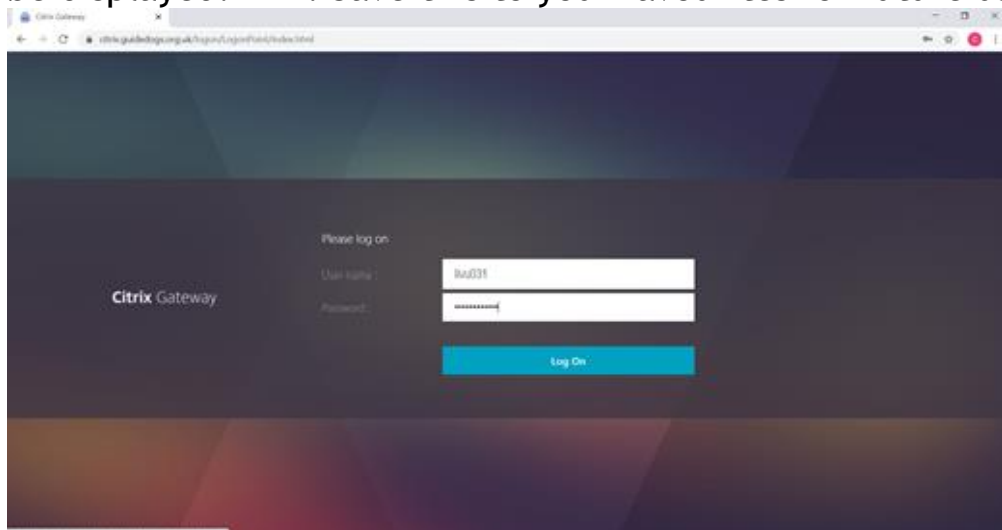 Citrix Gateway
citrix.guidedogs.org.uk/logon/LogonPoint/index.html
Please log on
User name :
livu031
Citrix Gateway
Password :
Log On